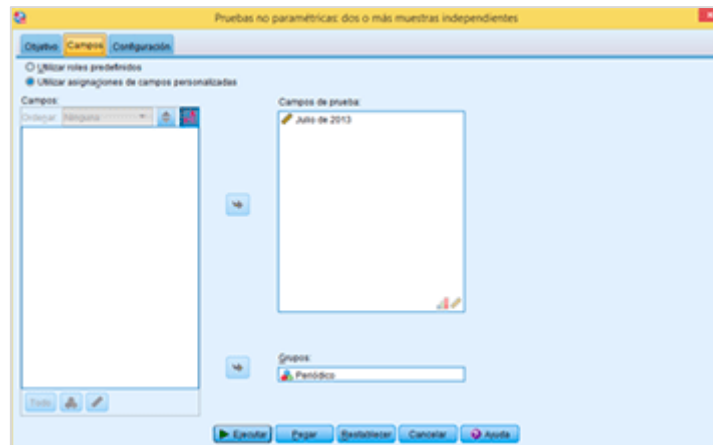 Pruebas no paramétricas: dos o más muestras independientes
Objetivo Campos Configuración
Utilizar roles predefinidos
Utilizar asignaciones de campos personalizadas
Campos:
Ordenar: Ninguna
Campos de prueba:
Julio de 2013
Grupos:
Periódico
Todo
Ejecutar Pegar Restablecer Cancelar Ayuda